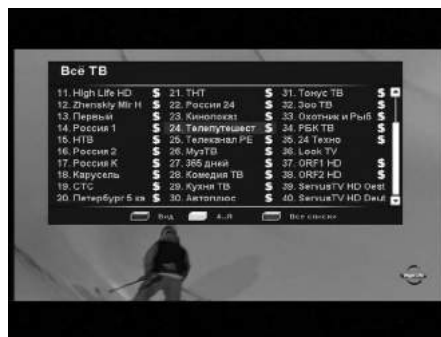 Всё ТВ
11. High Life HD $ 21. ТНТ $ 31. Тонус ТВ $
12. Zhenskiy Mir H $ 22. Россия 24 $ 32. Зоо ТВ $
13. Первый $ 23. Кинопоказ $ 33. Охотник и Рыб $
14. Россия 1 $ 24. Телепутешест $ 34. РБК ТВ $
15. НТВ $ 25. Телеканал РЕ $ 35. 24 Техно $
16. Россия 2 $ 26. МузТВ $ 36. Look TV
17. Россия К $ 27. 365 дней $ 37. ORF1 HD $
18. Карусель $ 28. Комедия ТВ $ 38. ORF2 HD $
19. СТС $ 29. Кухня ТВ $ 39. ServusTV HD Oest
20. Петербург 5 ка $ 30. Автоплюс $ 40. ServusTV HD Deut
Вид А..Я Все списки
High Life